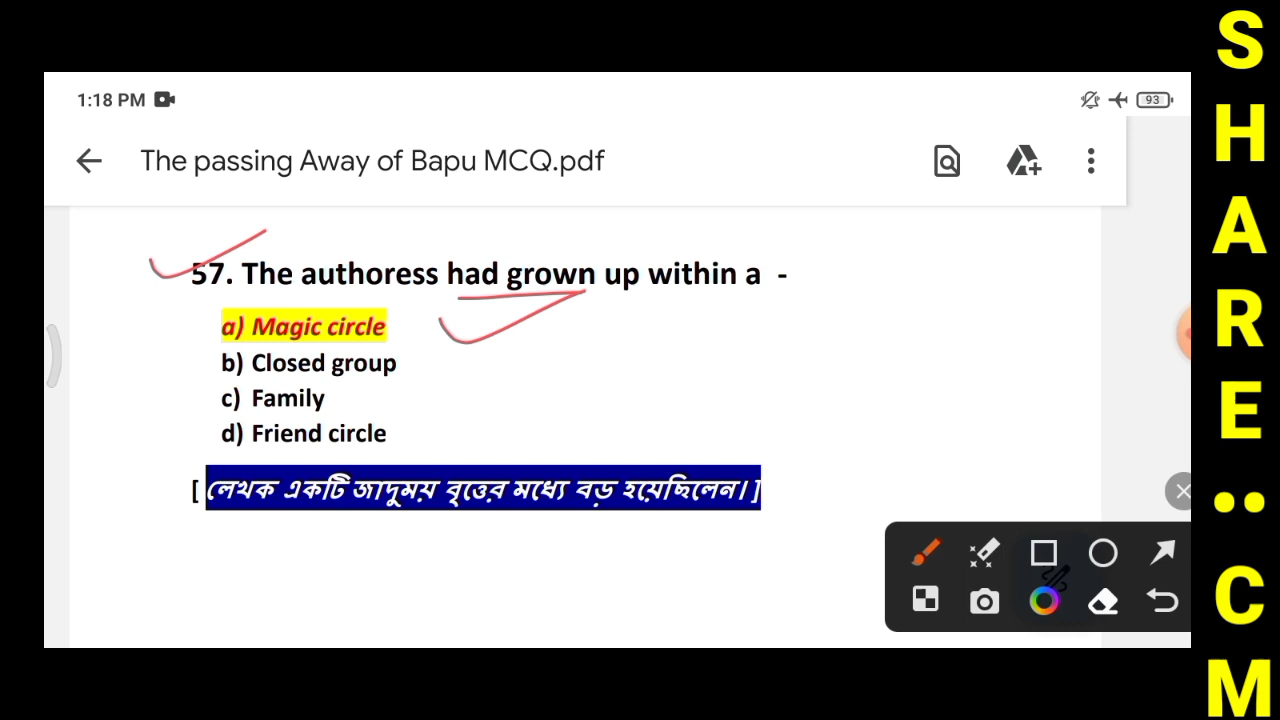 1:18 PM
93
The passing Away of Bapu MCQ.pdf
57. The authoress had grown up within a -
a) Magic circle
b) Closed group
c) Family
d) Friend circle
[ লেখক একটি জাদুময় বৃত্তের মধ্যে বড় হয়েছিলেন। ]
S
H
A
R
E
••
C
M